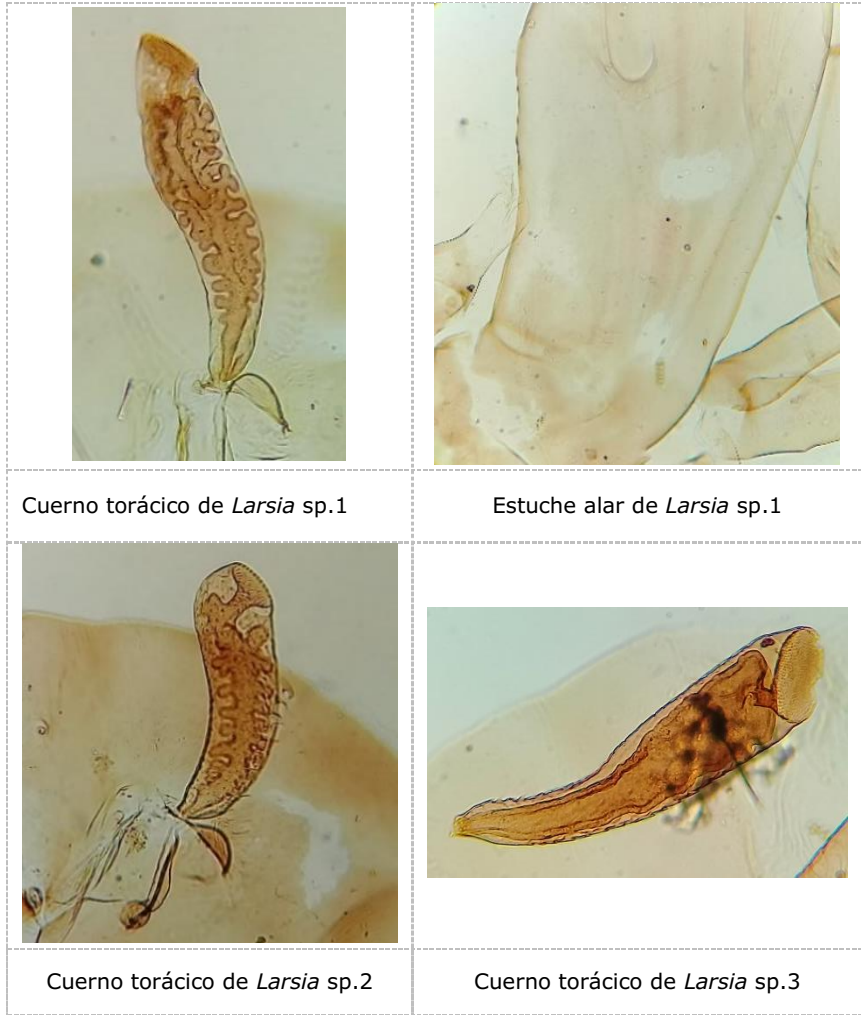 Cuerno torácico de Larsia sp.1
Estuche alar de Larsia sp.1
Cuerno torácico de Larsia sp.2
Cuerno torácico de Larsia sp.3